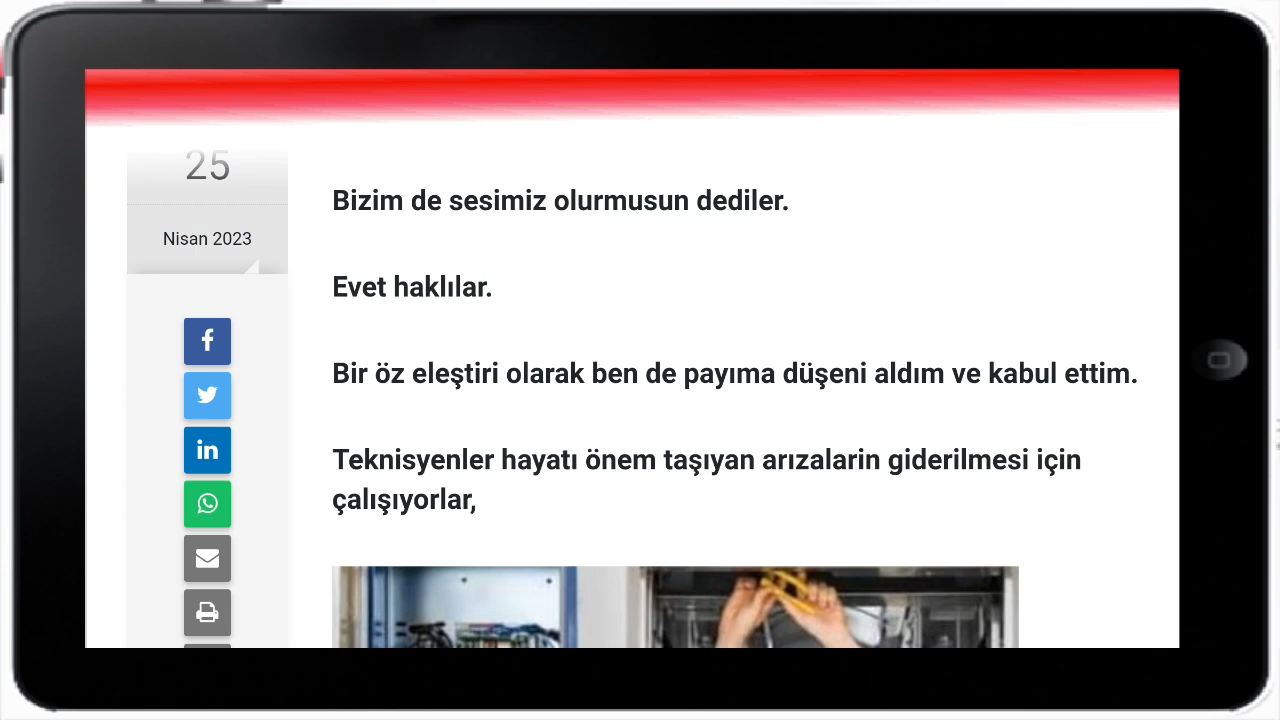 25
Nisan 2023
Bizim de sesimiz olurmusun dediler.
Evet haklılar.
Bir öz eleştiri olarak ben de payıma düşeni aldım ve kabul ettim.
Teknisyenler hayatı önem taşıyan arızalarin giderilmesi için
çalışıyorlar,